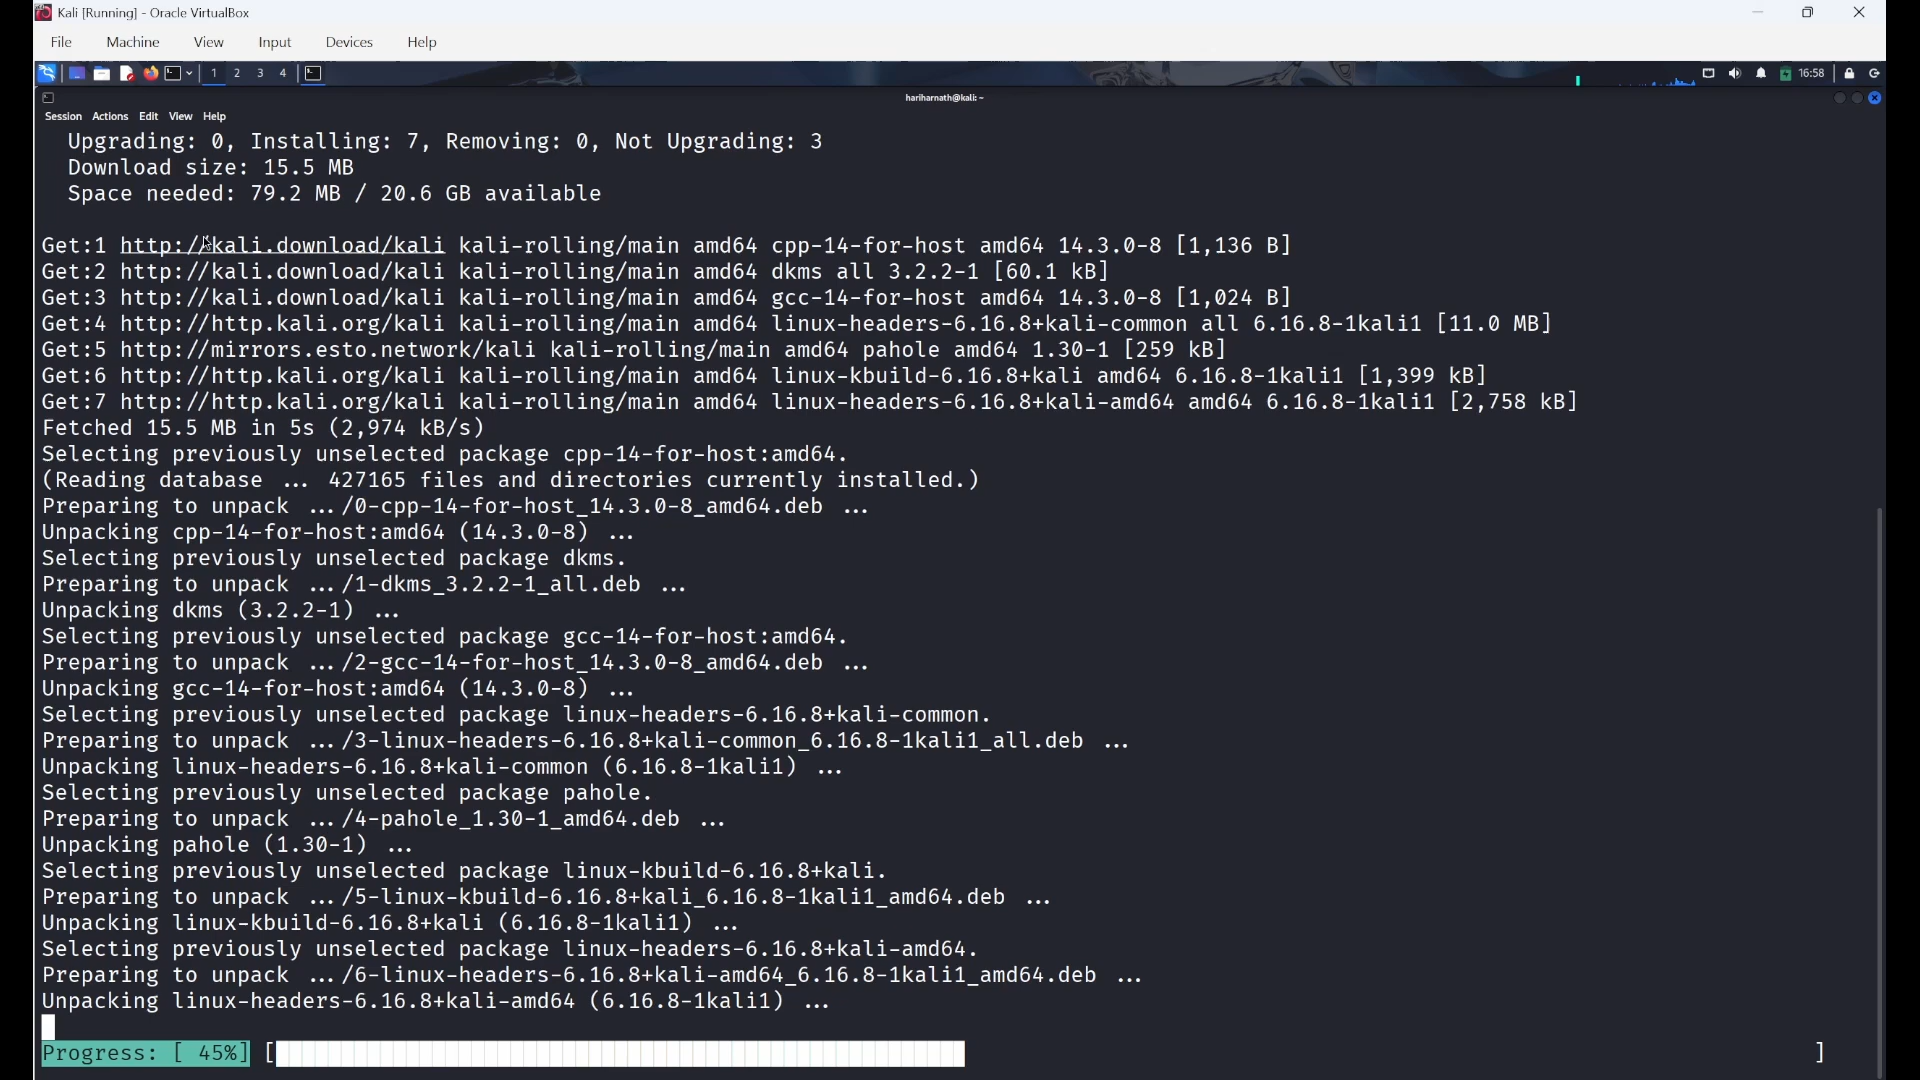 Kali [Running] - Oracle VirtualBox
File Machine View Input Devices Help
1 2 3 4 16:58
hariharnath@kali: ~
Session Actions Edit View Help
Upgrading: 0, Installing: 7, Removing: 0, Not Upgrading: 3
Download size: 15.5 MB
Space needed: 79.2 MB / 20.6 GB available
Get:1 http://kali.download/kali kali-rolling/main amd64 cpp-14-for-host amd64 14.3.0-8 [1,136 B]
Get:2 http://kali.download/kali kali-rolling/main amd64 dkms all 3.2.2-1 [60.1 kB]
Get:3 http://kali.download/kali kali-rolling/main amd64 gcc-14-for-host amd64 14.3.0-8 [1,024 B]
Get:4 http://http.kali.org/kali kali-rolling/main amd64 linux-headers-6.16.8+kali-common all 6.16.8-1kali1 [11.0 MB]
Get:5 http://mirrors.esto.network/kali kali-rolling/main amd64 pahole amd64 1.30-1 [259 kB]
Get:6 http://http.kali.org/kali kali-rolling/main amd64 linux-kbuild-6.16.8+kali amd64 6.16.8-1kali1 [1,399 kB]
Get:7 http://http.kali.org/kali kali-rolling/main amd64 linux-headers-6.16.8+kali-amd64 amd64 6.16.8-1kali1 [2,758 kB]
Fetched 15.5 MB in 5s (2,974 kB/s)
Selecting previously unselected package cpp-14-for-host:amd64.
(Reading database ... 427165 files and directories currently installed.)
Preparing to unpack .../0-cpp-14-for-host_14.3.0-8_amd64.deb ...
Unpacking cpp-14-for-host:amd64 (14.3.0-8) ...
Selecting previously unselected package dkms.
Preparing to unpack .../1-dkms_3.2.2-1_all.deb ...
Unpacking dkms (3.2.2-1) ...
Selecting previously unselected package gcc-14-for-host:amd64.
Preparing to unpack .../2-gcc-14-for-host_14.3.0-8_amd64.deb ...
Unpacking gcc-14-for-host:amd64 (14.3.0-8) ...
Selecting previously unselected package linux-headers-6.16.8+kali-common.
Preparing to unpack .../3-linux-headers-6.16.8+kali-common_6.16.8-1kali1_all.deb ...
Unpacking linux-headers-6.16.8+kali-common (6.16.8-1kali1) ...
Selecting previously unselected package pahole.
Preparing to unpack .../4-pahole_1.30-1_amd64.deb ...
Unpacking pahole (1.30-1) ...
Selecting previously unselected package linux-kbuild-6.16.8+kali.
Preparing to unpack .../5-linux-kbuild-6.16.8+kali_6.16.8-1kali1_amd64.deb ...
Unpacking linux-kbuild-6.16.8+kali (6.16.8-1kali1) ...
Selecting previously unselected package linux-headers-6.16.8+kali-amd64.
Preparing to unpack .../6-linux-headers-6.16.8+kali-amd64_6.16.8-1kali1_amd64.deb ...
Unpacking linux-headers-6.16.8+kali-amd64 (6.16.8-1kali1) ...
Progress: [ 45%] [ ]